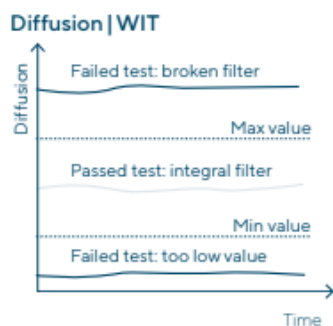 Diffusion | WIT
Diffusion
Failed test: broken filter
Max value
Passed test: integral filter
Min value
Failed test: too low value
Time